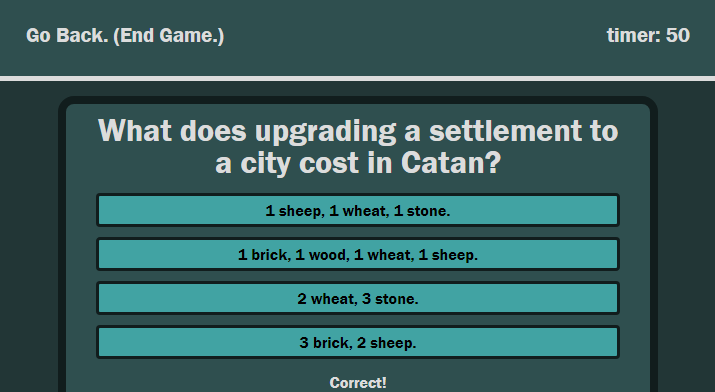 Go Back. (End Game.)
timer: 50
What does upgrading a settlement to
a city cost in Catan?
1 sheep, 1 wheat, 1 stone.
1 brick, 1 wood, 1 wheat, 1 sheep.
2 wheat, 3 stone.
3 brick, 2 sheep.
Correct!